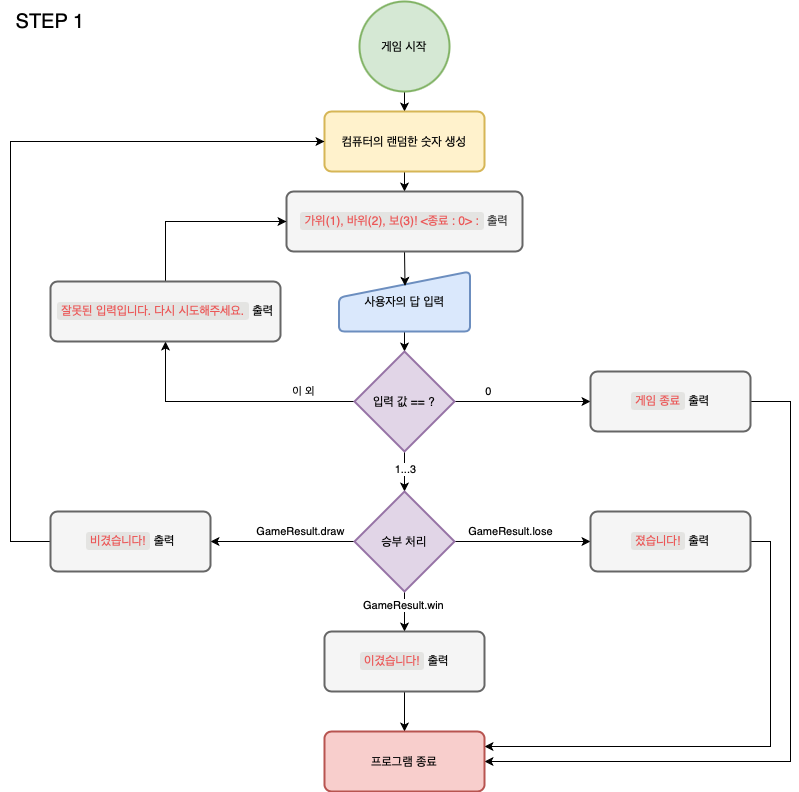 STEP 1
게임 시작
컴퓨터의 랜덤한 숫자 생성
가위(1), 바위(2), 보(3)! <종료 : 0> : 출력
사용자의 답 입력
잘못된 입력입니다. 다시 시도해주세요. 출력
이 외
입력 값 == ?
0
게임 종료 출력
1...3
비겼습니다! 출력
GameResult.draw
승부 처리
GameResult.lose
졌습니다! 출력
GameResult.win
이겼습니다! 출력
프로그램 종료